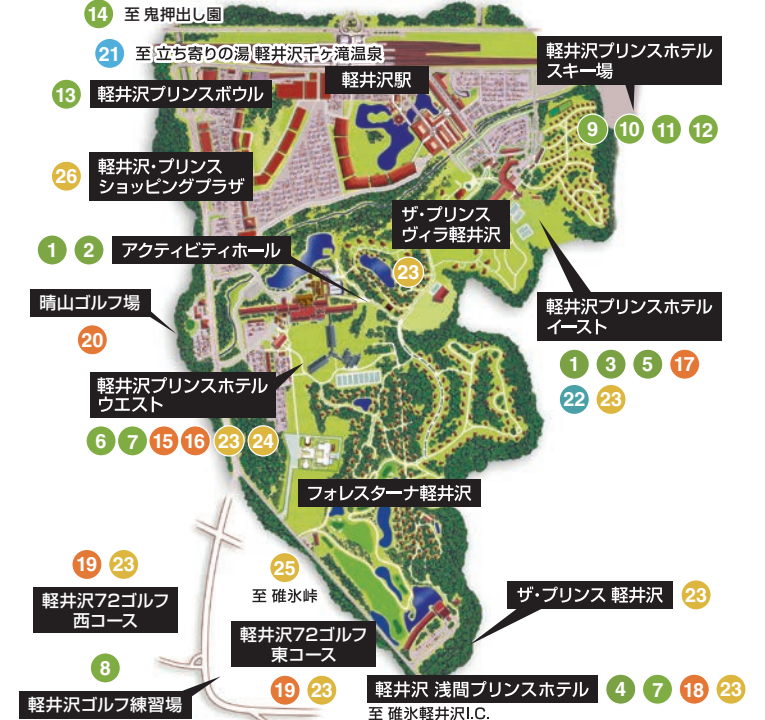 14 至 鬼押出し園
21 至 立ち寄りの湯 軽井沢千ヶ滝温泉
軽井沢プリンスホテル
スキー場
9 10 11 12
軽井沢駅
13 軽井沢プリンスボウル
26 軽井沢・プリンス
ショッピングプラザ
ザ・プリンス
ヴィラ軽井沢
23
1 2 アクティビティホール
晴山ゴルフ場
20
軽井沢プリンスホテル
イースト
1 3 5 17
22 23
軽井沢プリンスホテル
ウエスト
6 7 15 16 23 24
フォレスターナ軽井沢
19 23
軽井沢72ゴルフ
西コース
25
至 碓氷峠
ザ・プリンス 軽井沢 23
軽井沢72ゴルフ
東コース
19 23
8
軽井沢ゴルフ練習場
軽井沢 浅間プリンスホテル 4 7 18 23
至 碓氷軽井沢I.C.